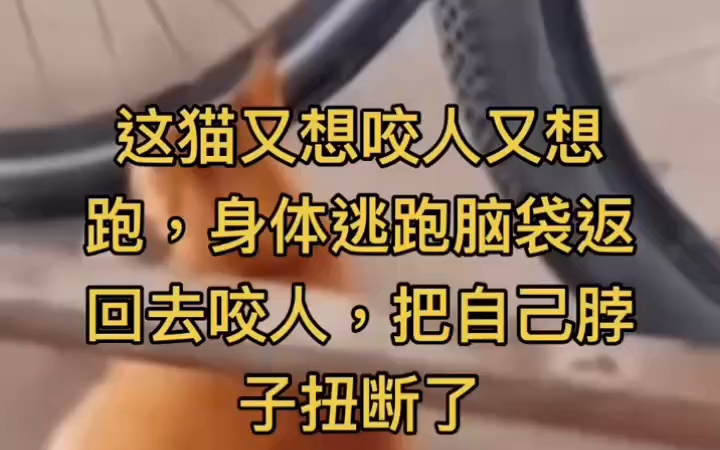 这猫又想咬人又想
跑，身体逃跑脑袋返
回去咬人，把自己脖
子扭断了